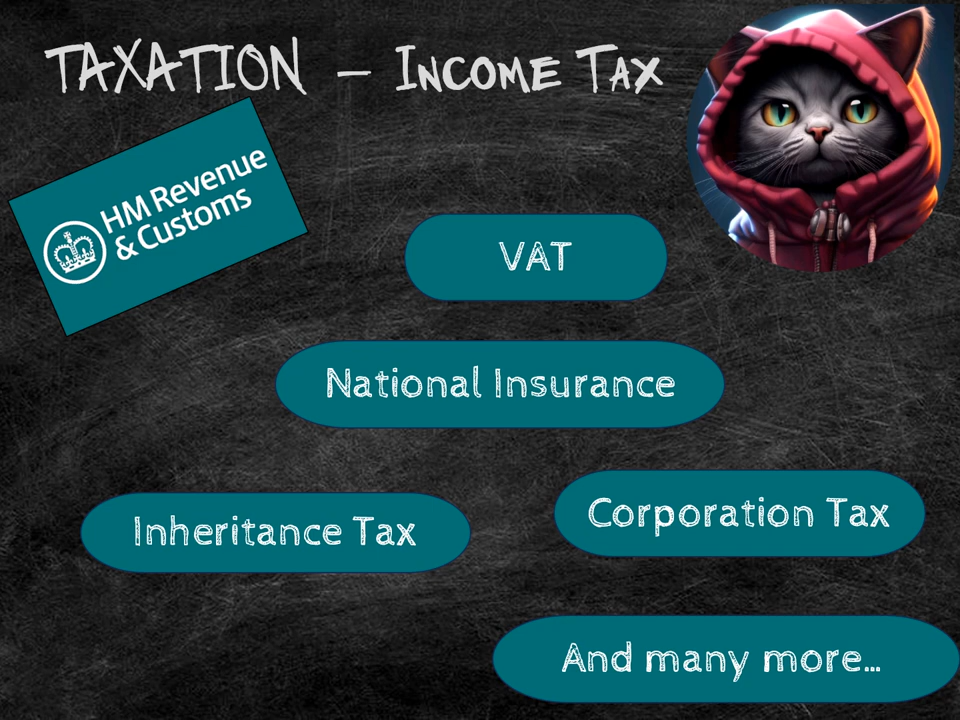 TAXATION – INCOME TAX
HM Revenue
& Customs
VAT
National Insurance
Inheritance Tax
Corporation Tax
And many more...